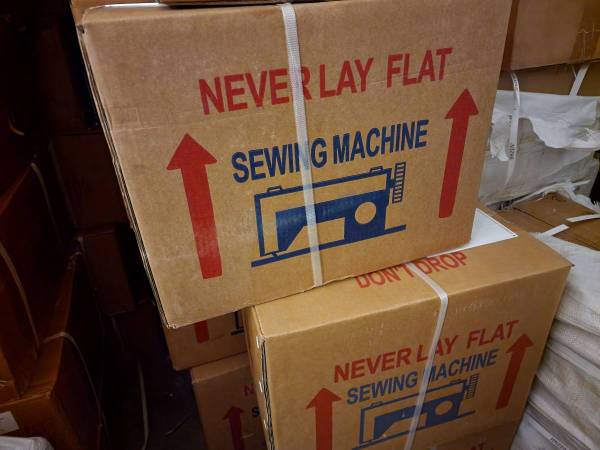 NEVER LAY FLAT
SEWING MACHINE
DON'T DROP
NEVER LAY FLAT
SEWING MACHINE